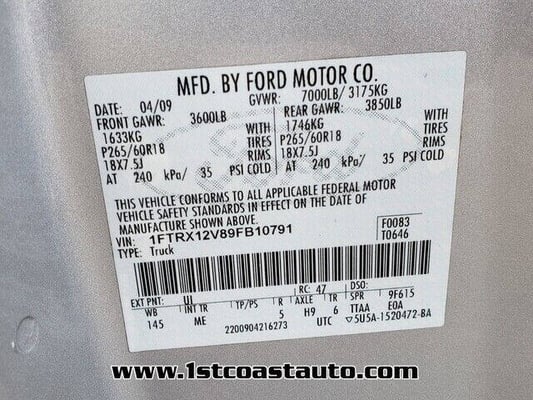 MFD. BY FORD MOTOR CO.
DATE: 04/09 GVWR: 7000LB/ 3175KG
FRONT GAWR: 3600LB REAR GAWR: 3850LB
1633KG WITH 1746KG WITH
P265/60R18 TIRES P265/60R18 TIRES
18X7.5J RIMS 18X7.5J RIMS
AT 240 kPa/ 35 PSI COLD AT 240 kPa/ 35 PSI COLD
THIS VEHICLE CONFORMS TO ALL APPLICABLE FEDERAL MOTOR
VEHICLE SAFETY STANDARDS IN EFFECT ON THE DATE OF
MANUFACTURE SHOWN ABOVE.
VIN: 1FTRX12V89FB10791 F0083
TYPE: Truck T0646
EXT PNT: UI RC: 47 DSO:
WB INT TR TP/PS R AXLE TR SPR 9F615
145 ME 5 H9 6 TTAA E0A
2200904216273 UTC ▽5U5A-1520472-BA
www.1stcoastauto.com